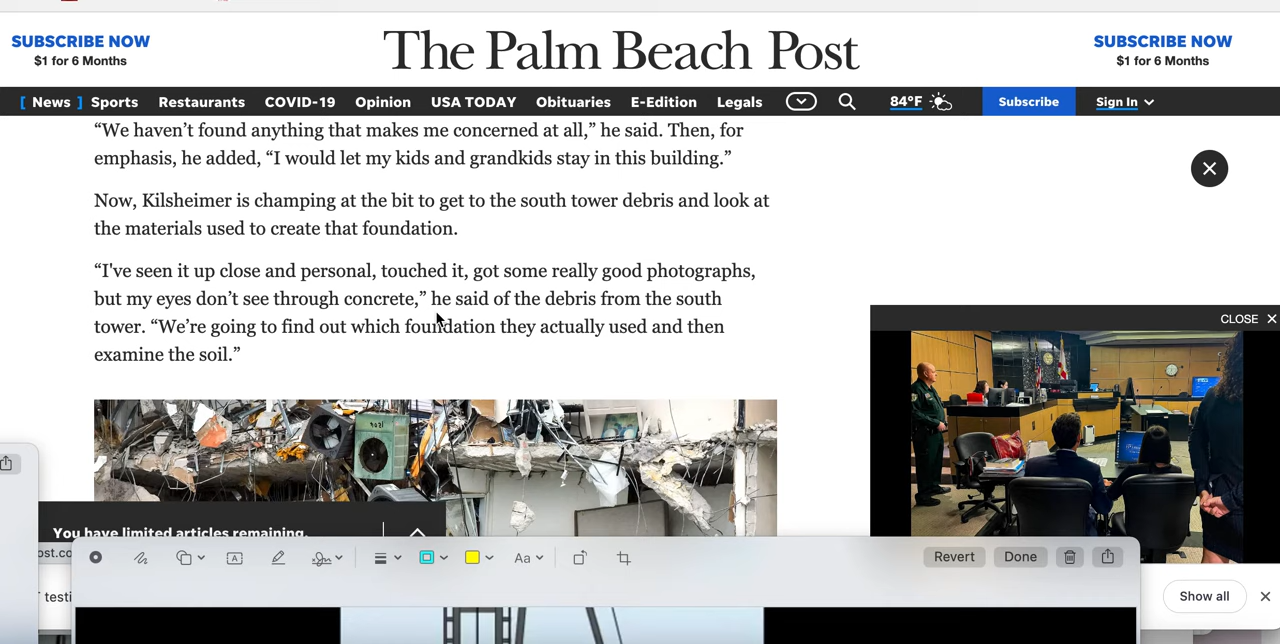 SUBSCRIBE NOW
$1 for 6 Months
The Palm Beach Post
SUBSCRIBE NOW
$1 for 6 Months
[ News ] Sports Restaurants COVID-19 Opinion USA TODAY Obituaries E-Edition Legals 84°F Subscribe Sign In
“We haven’t found anything that makes me concerned at all,” he said. Then, for
emphasis, he added, “I would let my kids and grandkids stay in this building.”
Now, Kilsheimer is champing at the bit to get to the south tower debris and look at
the materials used to create that foundation.
“I've seen it up close and personal, touched it, got some really good photographs,
but my eyes don’t see through concrete,” he said of the debris from the south
tower. “We’re going to find out which foundation they actually used and then
examine the soil.”
CLOSE
You have limited articles remaining.
ost.co
Aa
Revert Done
testi
Show all